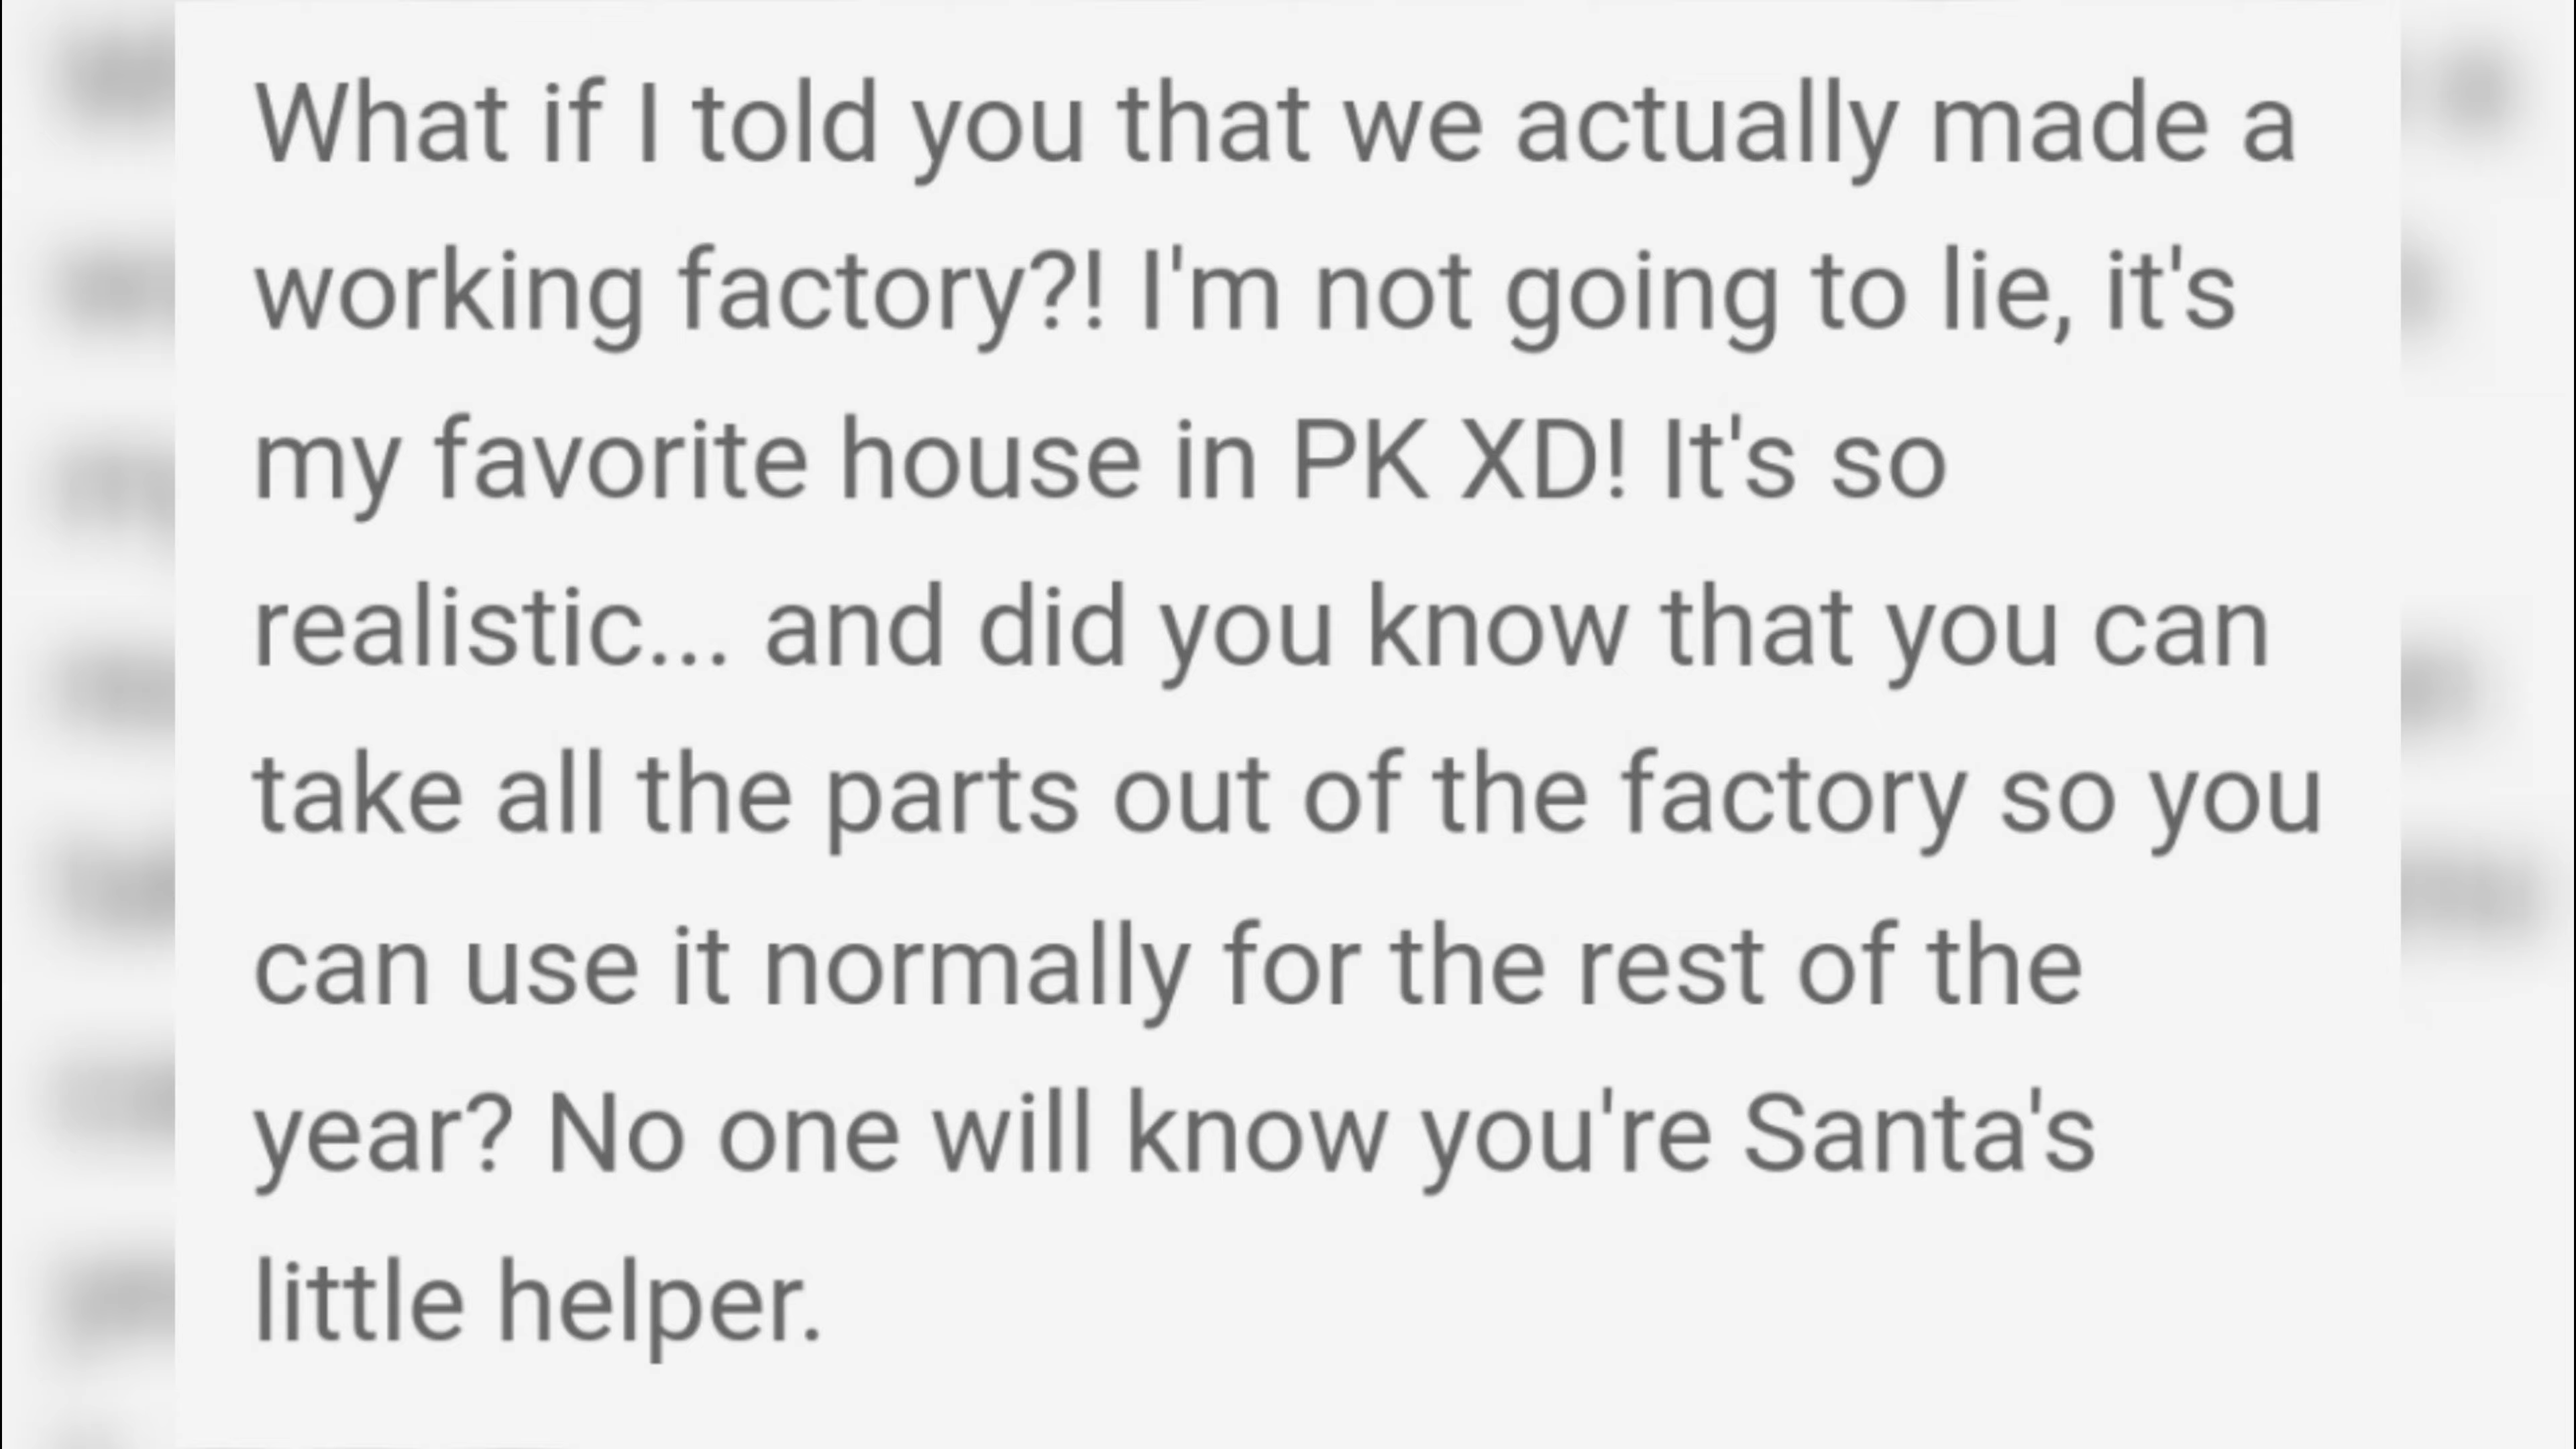 What if I told you that we actually made a
working factory?! I'm not going to lie, it's
my favorite house in PK XD! It's so
realistic... and did you know that you can
take all the parts out of the factory so you
can use it normally for the rest of the
year? No one will know you're Santa's
little helper.